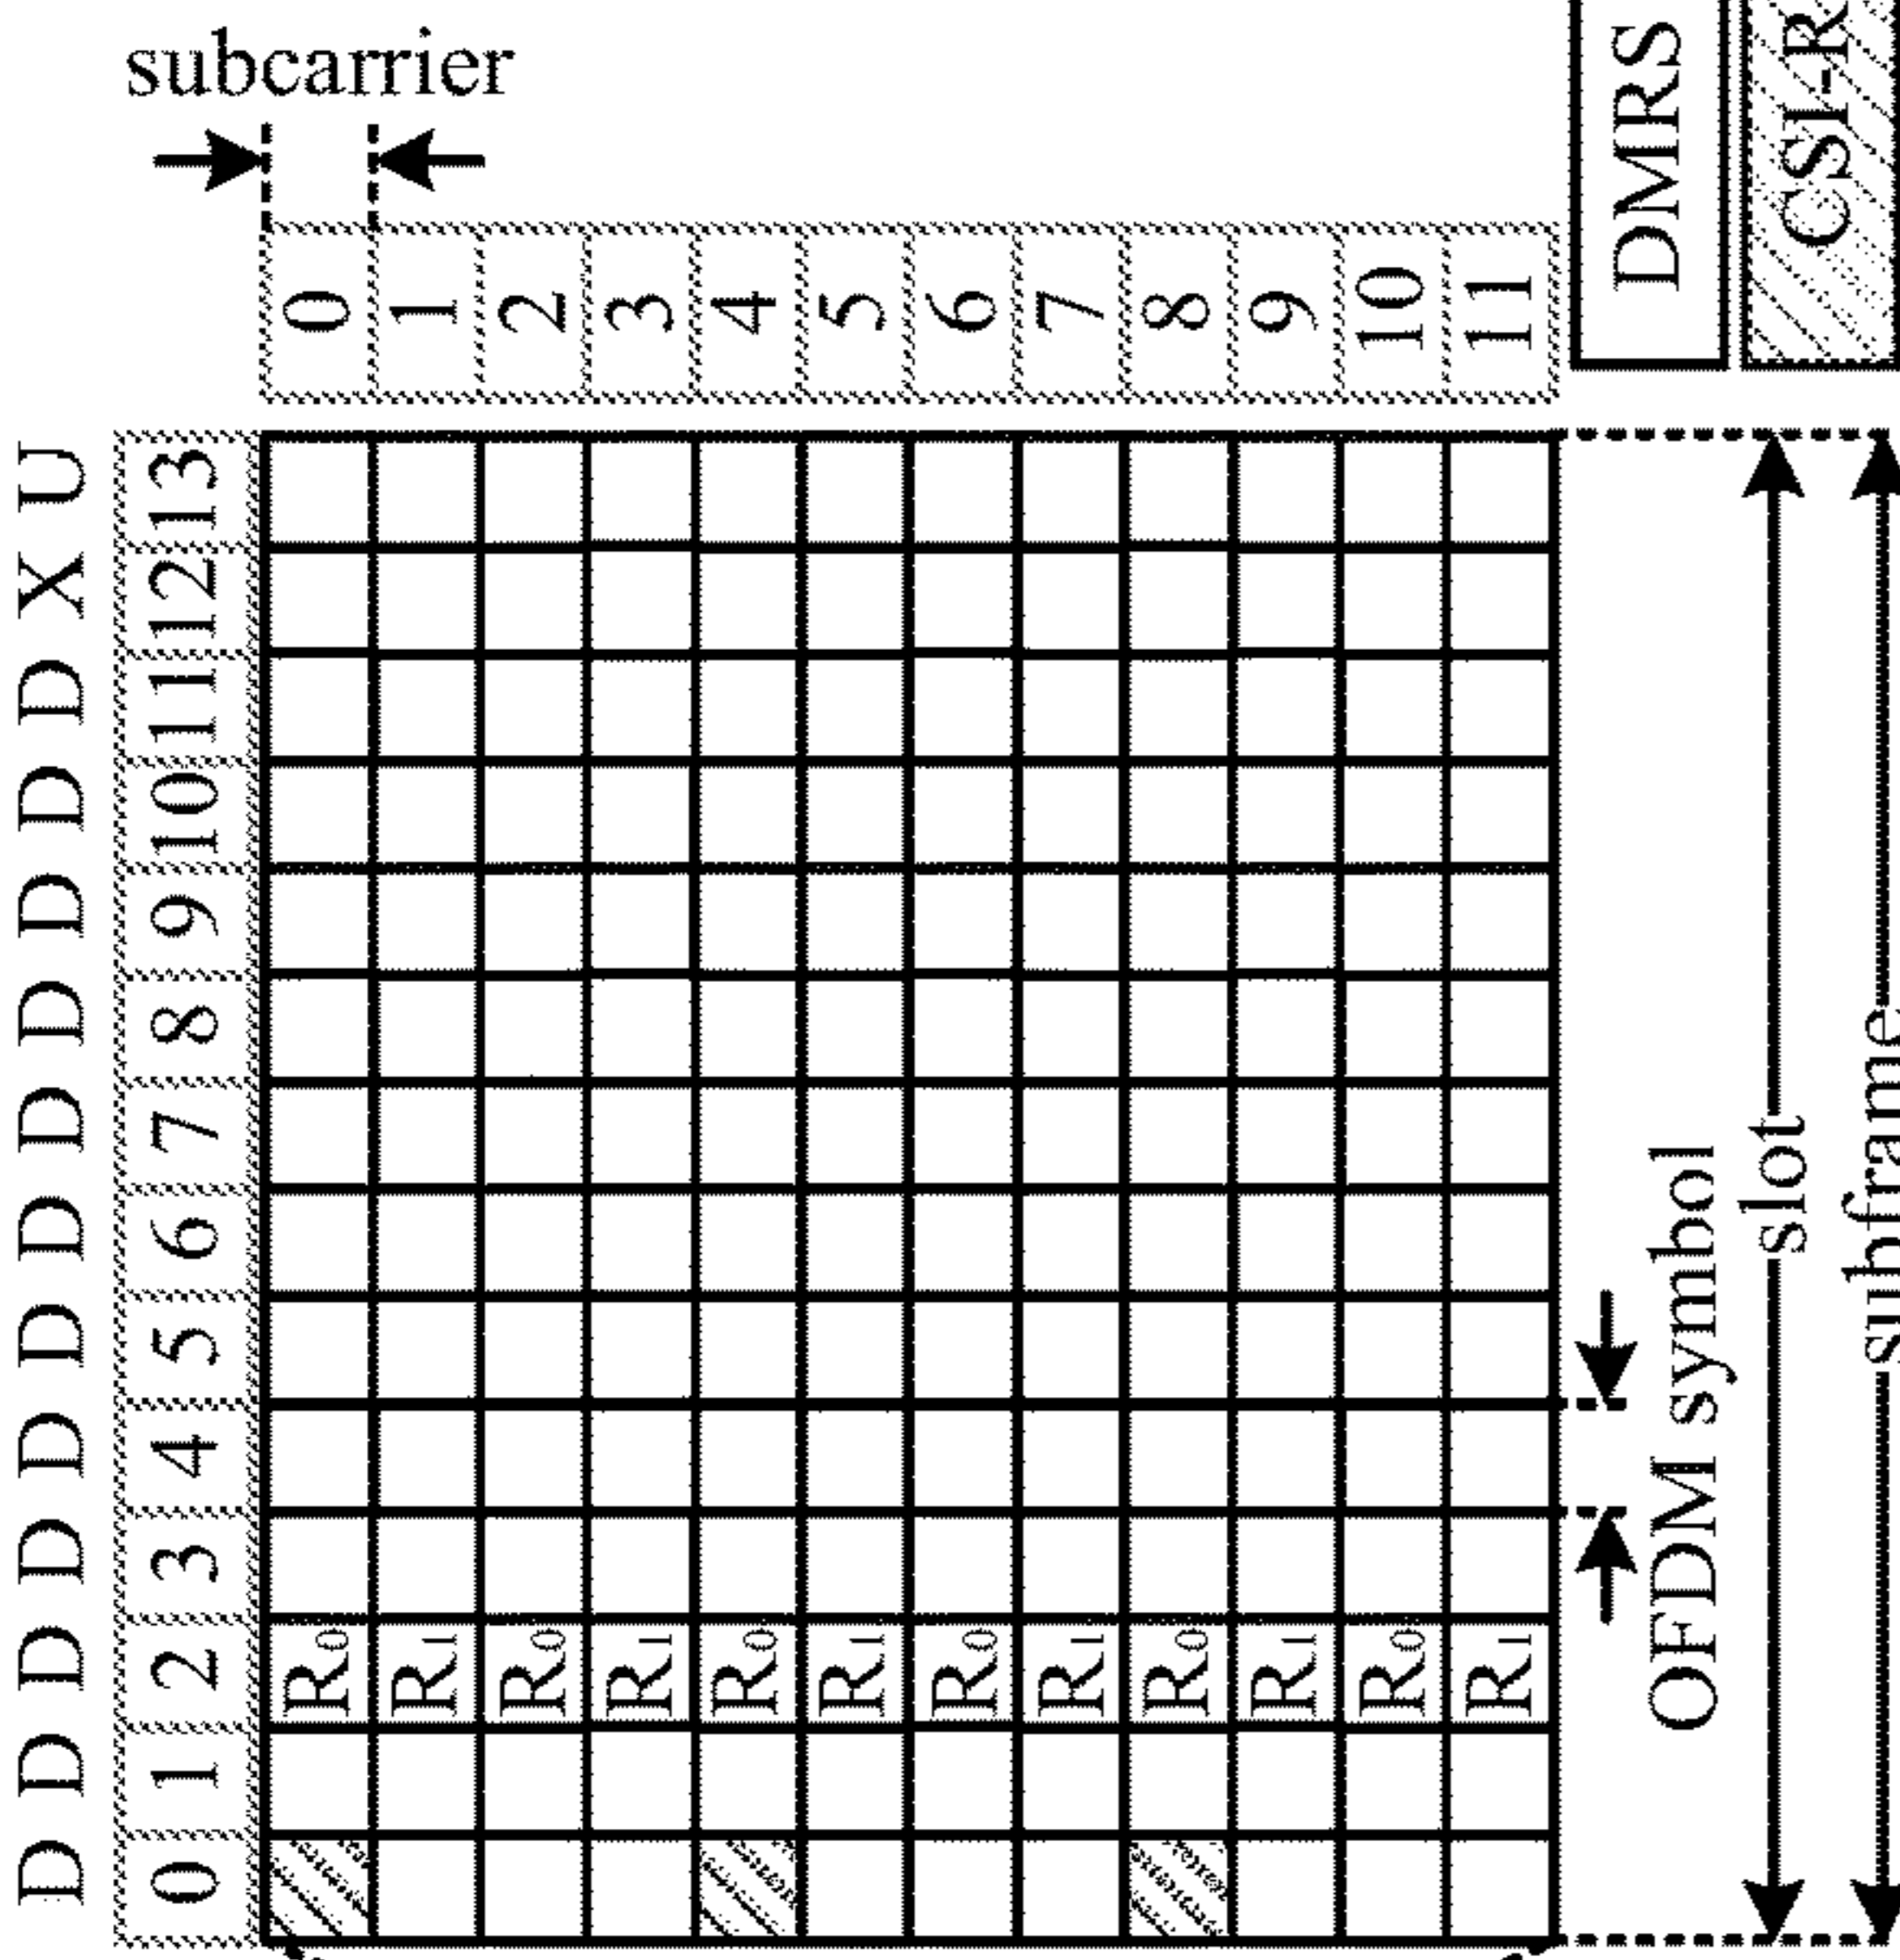 D D D D D D D D D D D D X U
0 1 2 3 4 5 6 7 8 9 10 11 12 13
subcarrier
R0 0
R1 1
R0 2
R1 3
R0 4
R1 5
R0 6
R1 7
R0 8
R1 9
R0 10
R1 11
OFDM symbol
DMRS
slot
CSI-R
subframe